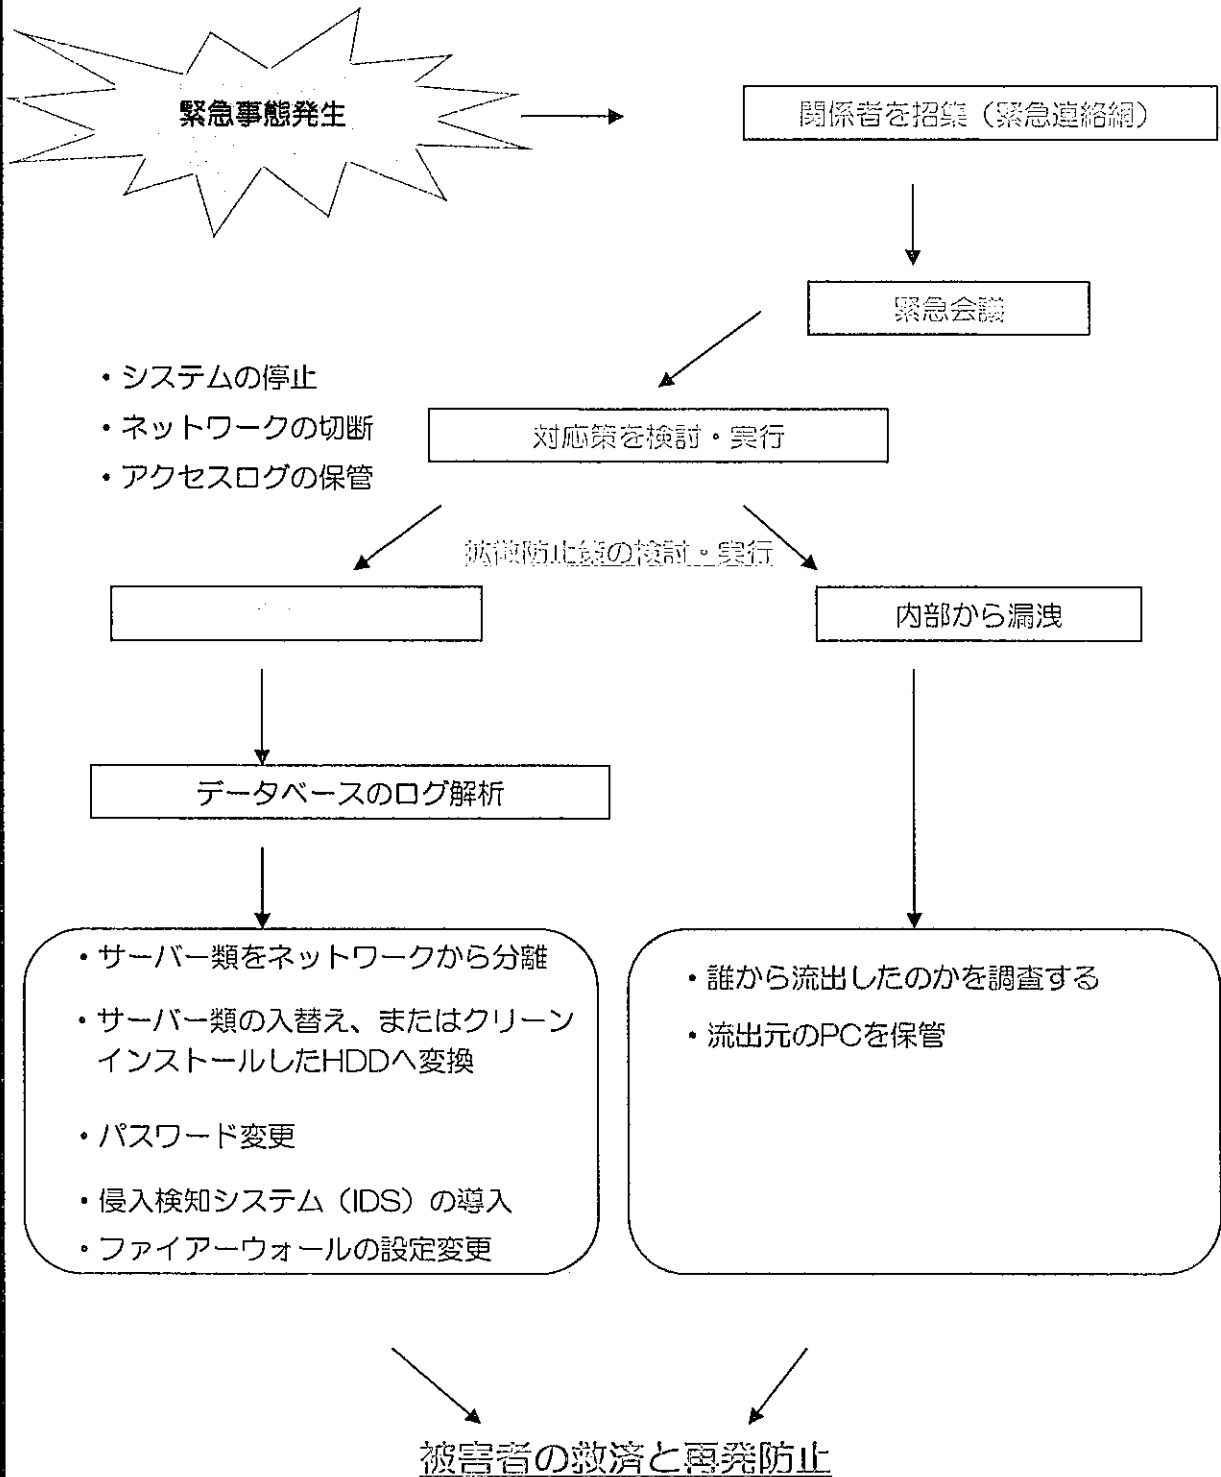 緊急事態発生
関係者を招集（緊急連絡網）
緊急会議
・システムの停止
・ネットワークの切断
・アクセスログの保管
対応策を検討・実行
防止策の検討・実行
内部から漏洩
データベースのログ解析
・サーバー類をネットワークから分離
・サーバー類の入替え、またはクリーン
インストールしたHDDへ変換
・パスワード変更
・侵入検知システム（IDS）の導入
・ファイアーウォールの設定変更
・誰から流出したのかを調査する
・流出元のPCを保管
被害者の救済と再発防止